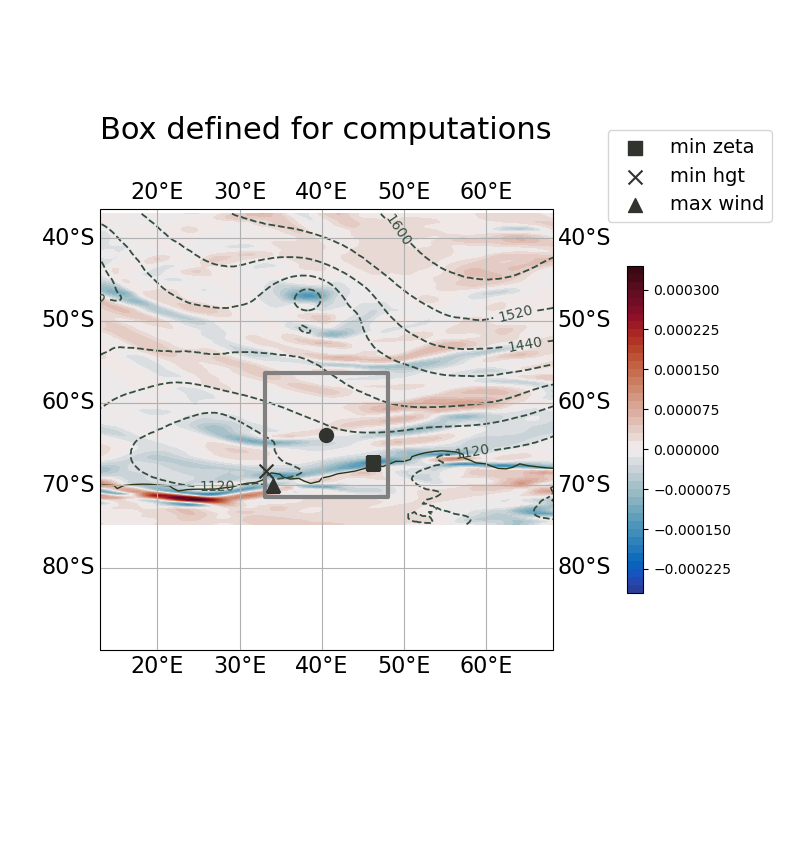 Box defined for computations
min zeta
min hgt
max wind
20°E 30°E 40°E 50°E 60°E
40°S 40°S
50°S 50°S
60°S 60°S
70°S 70°S
80°S 80°S
20°E 30°E 40°E 50°E 60°E
1600
1520
1440
1120
1120
0.000300
0.000225
0.000150
0.000075
0.000000
−0.000075
−0.000150
−0.000225